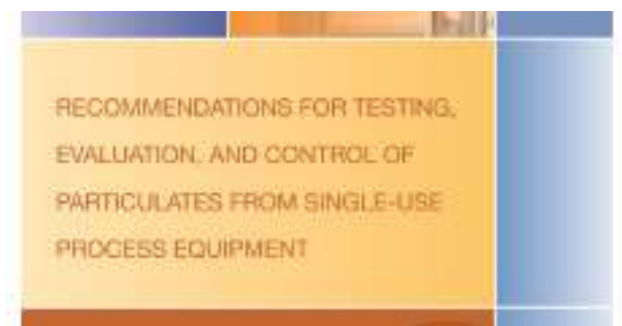 RECOMMENDATIONS FOR TESTING,
EVALUATION, AND CONTROL OF
PARTICULATES FROM SINGLE-USE
PROCESS EQUIPMENT